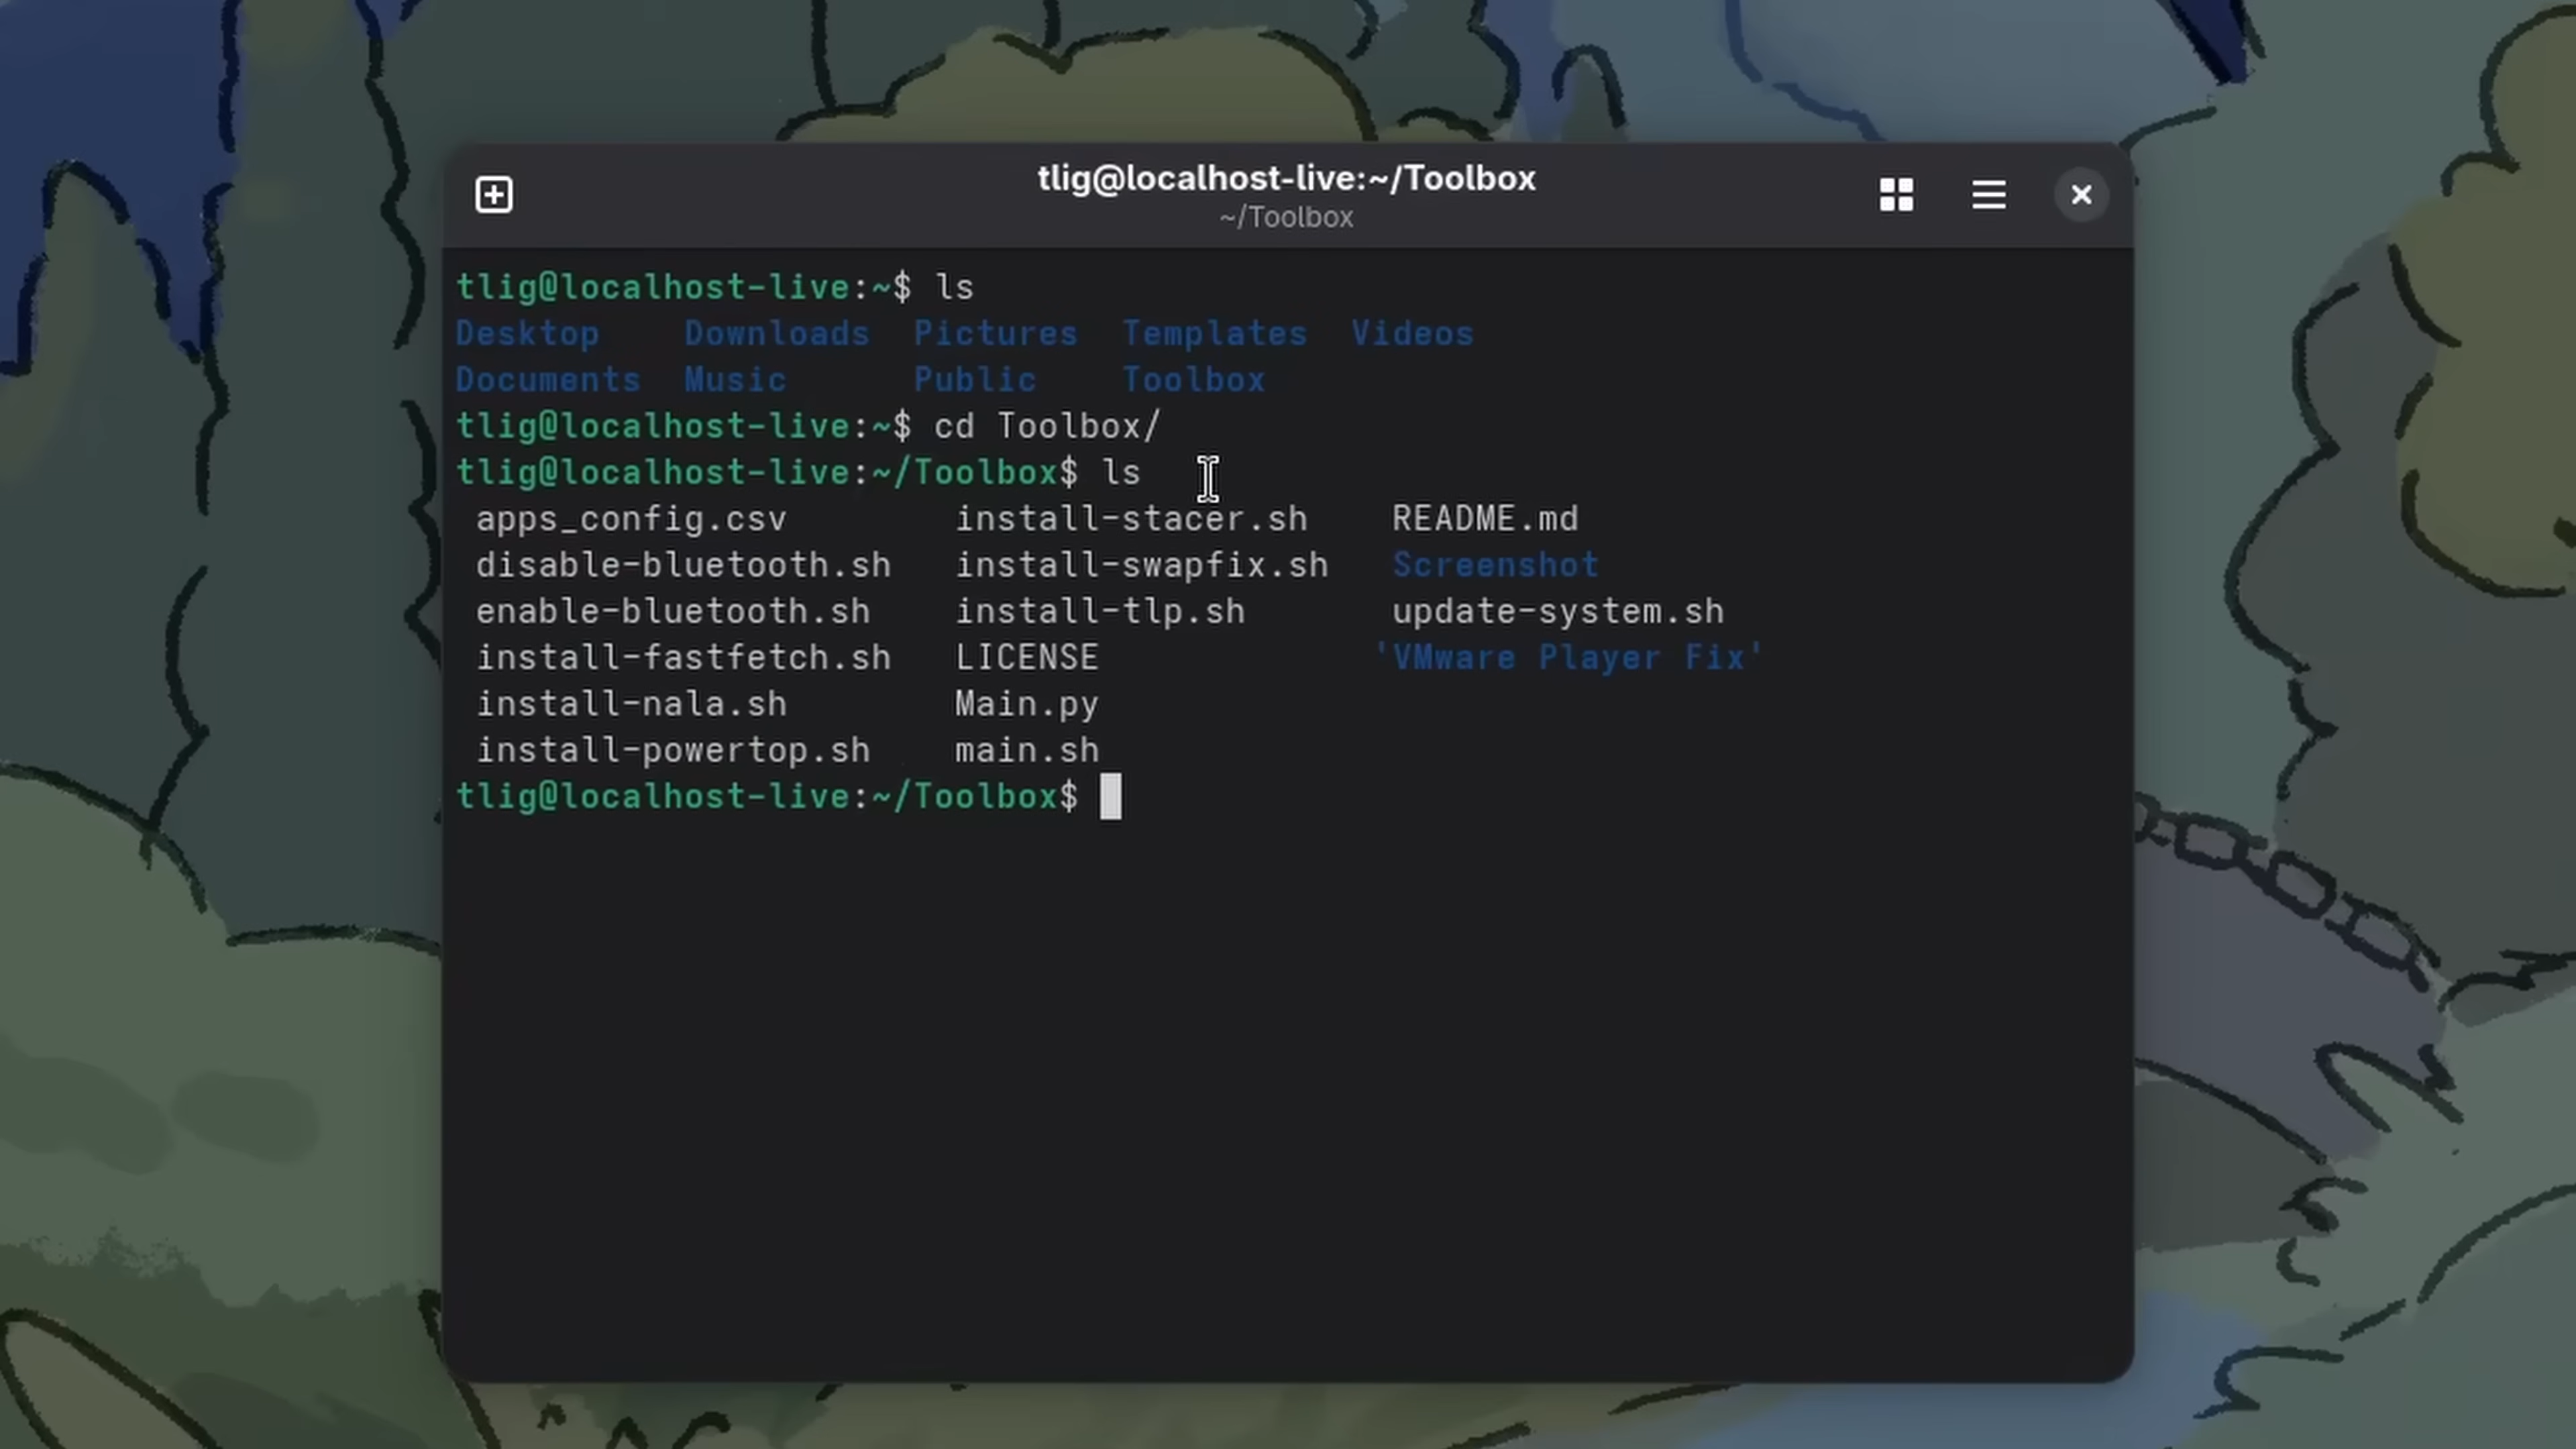 tlig@localhost-live:~/Toolbox
~/Toolbox
tlig@localhost-live:~$ ls
Desktop Downloads Pictures Templates Videos
Documents Music Public Toolbox
tlig@localhost-live:~$ cd Toolbox/
tlig@localhost-live:~/Toolbox$ ls
apps_config.csv install-stacer.sh README.md
disable-bluetooth.sh install-swapfix.sh Screenshot
enable-bluetooth.sh install-tlp.sh update-system.sh
install-fastfetch.sh LICENSE 'VMware Player Fix'
install-nala.sh Main.py
install-powertop.sh main.sh
tlig@localhost-live:~/Toolbox$